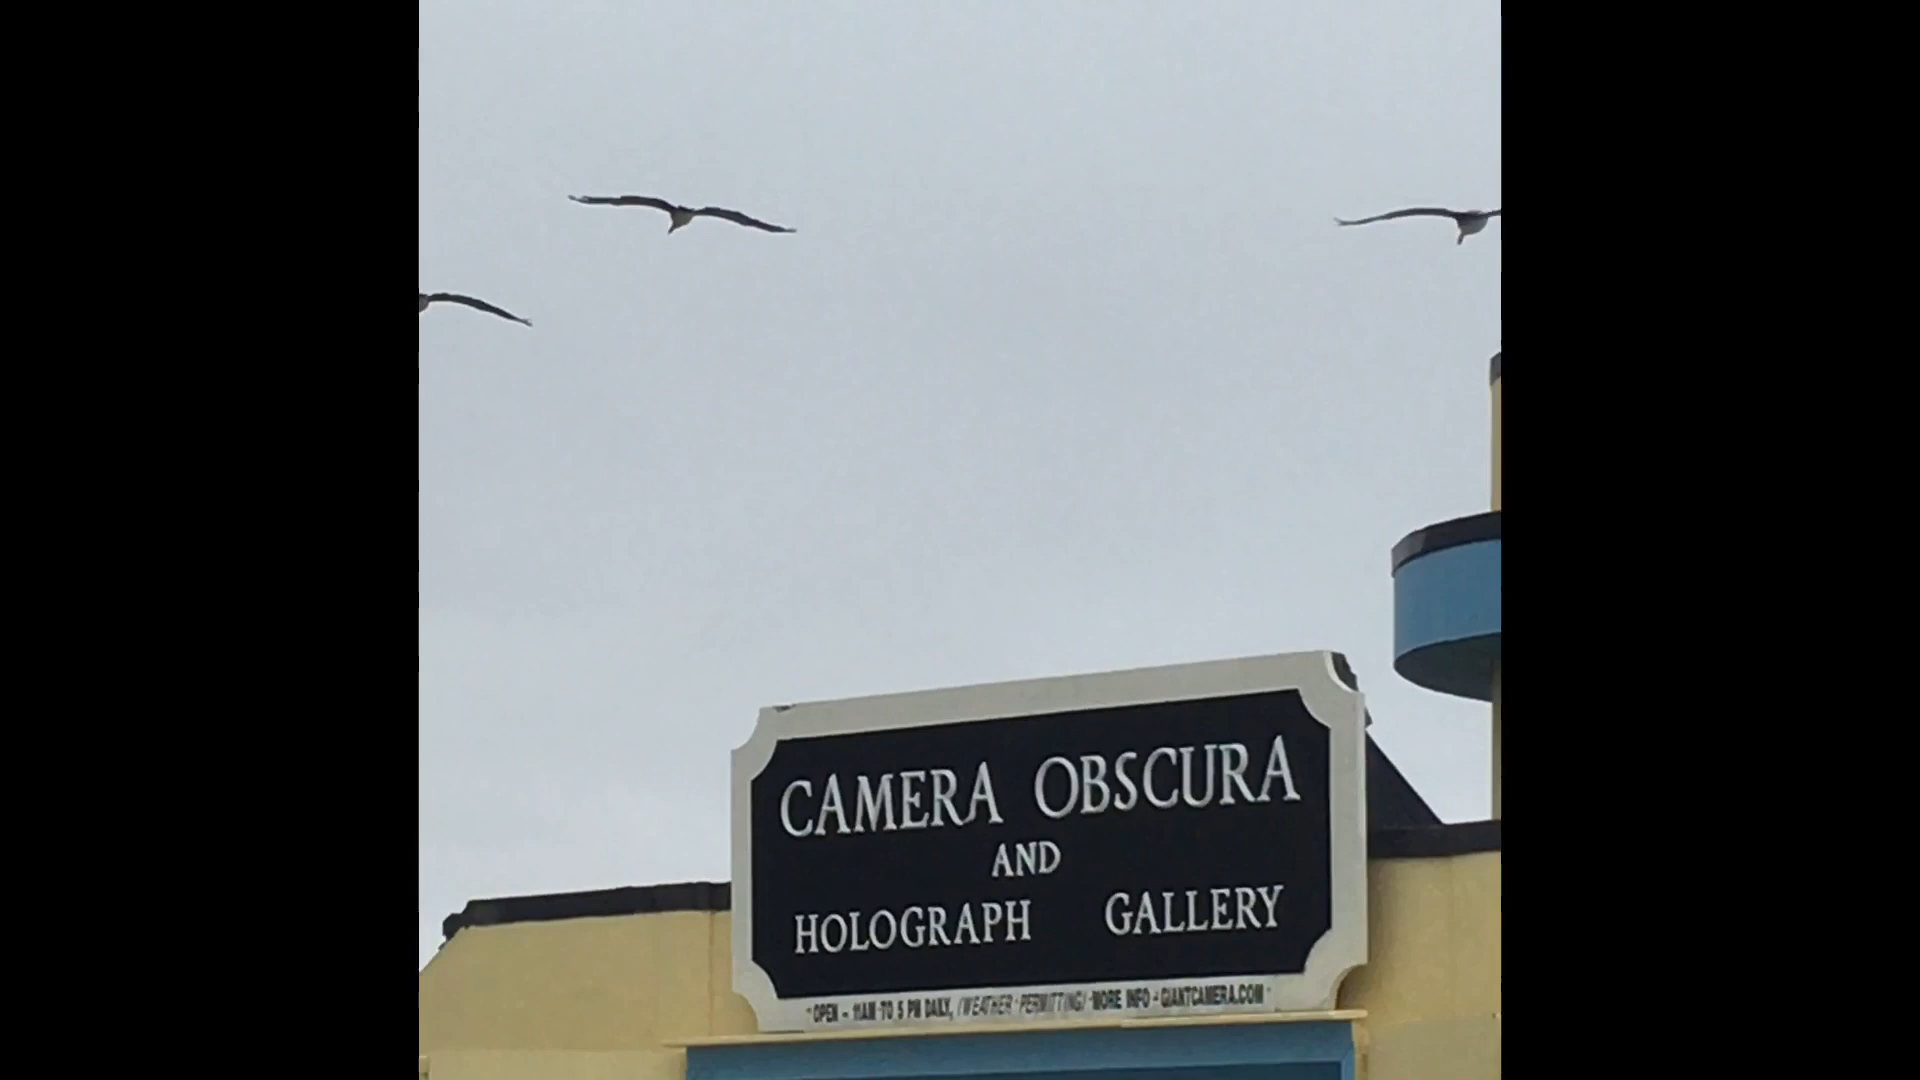 CAMERA OBSCURA
AND
HOLOGRAPH GALLERY
OPEN - 11AM TO 5 PM DAILY, (WEATHER PERMITTING) MORE INFO - GIANTCAMERA.COM